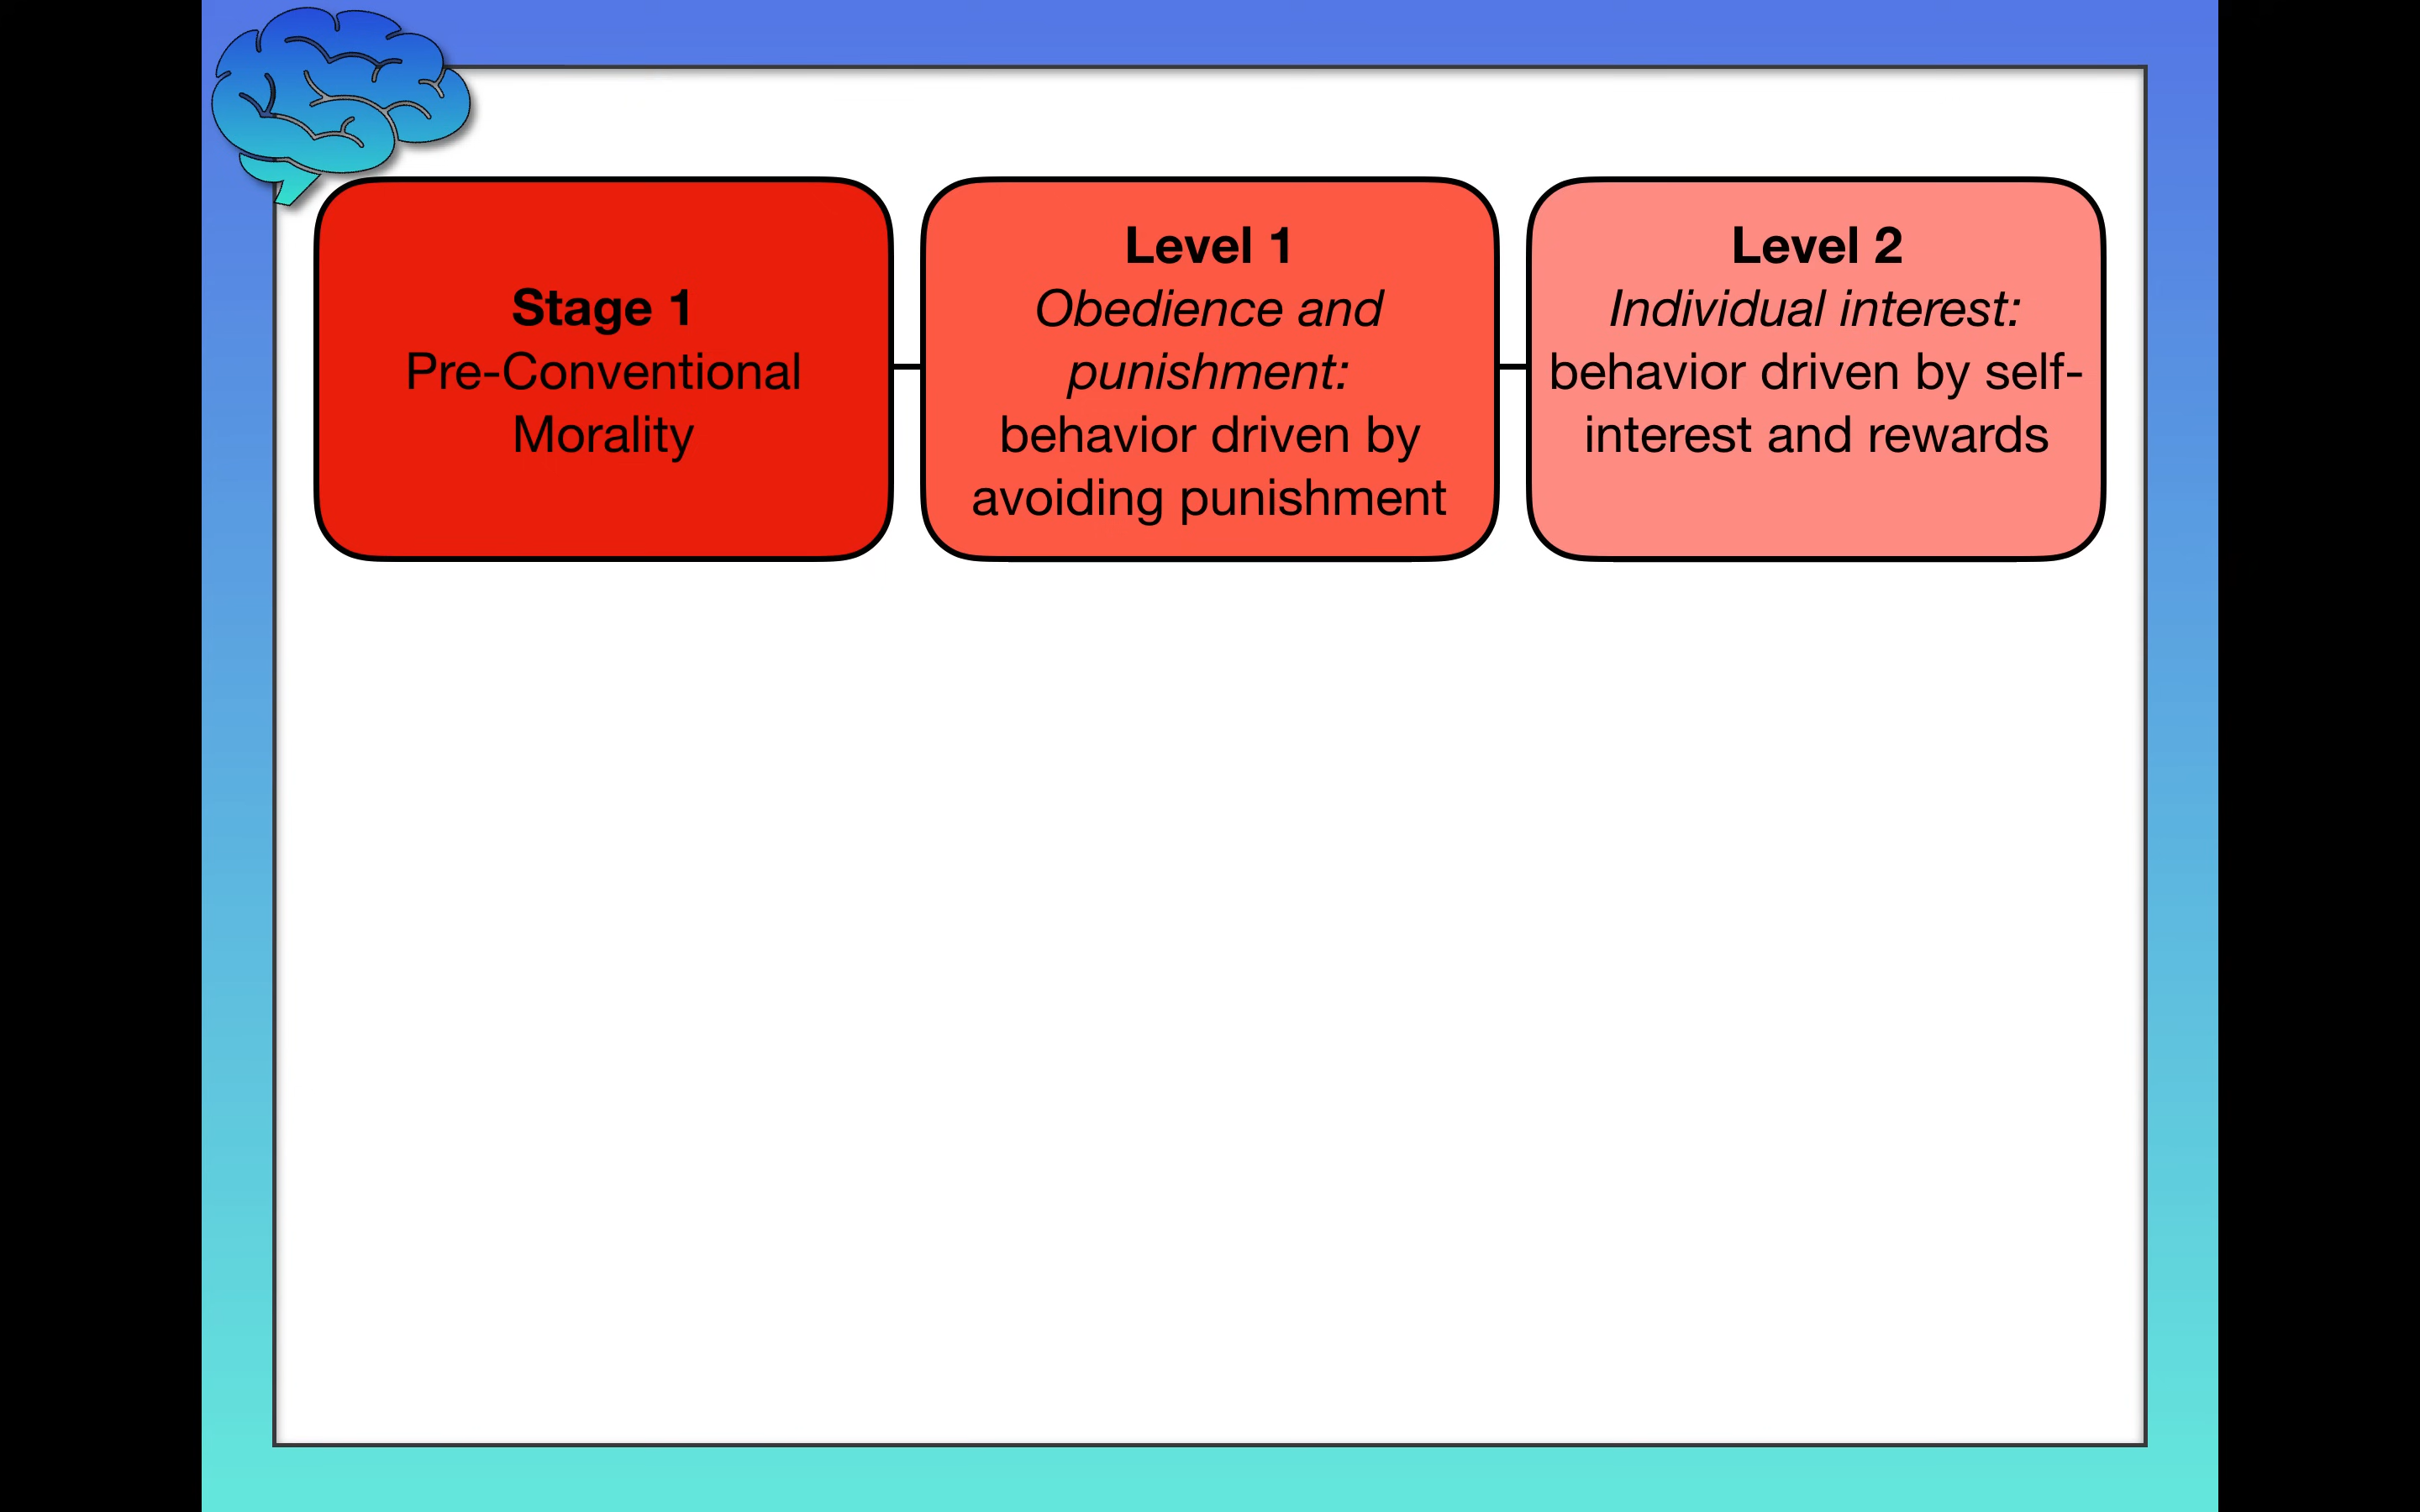 Stage 1
Pre-Conventional
Morality
Level 1
Obedience and
punishment:
behavior driven by
avoiding punishment
Level 2
Individual interest:
behavior driven by self-
interest and rewards